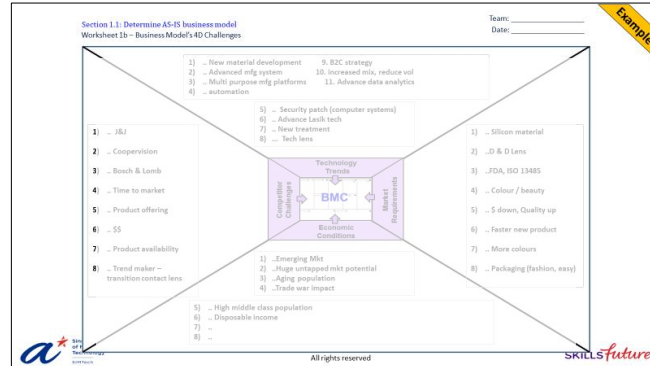 Section 1.1: Determine AS-IS business model
Worksheet 1b – Business Model's 4D Challenges
Team: ____________________
Date: ____________________
Example
1) .. New material development 9. B2C strategy
2) .. Advanced mfg system 10. increased mix, reduce vol
3) .. Multi purpose mfg platforms 11. Advance data analytics
4) .. automation
5) .. Security patch (computer systems)
6) .. Advance Lasik tech
7) .. New treatment
8) ... Tech lens
1) .. J&J
2) .. Coopervision
3) .. Bosch & Lomb
4) .. Time to market
5) .. Product offering
6) .. $$
7) .. Product availability
8) .. Trend maker –
transition contact lens
Technology
Trends
Competitor
Challenges
BMC
Market
Requirements
Economic
Conditions
1) .. Silicon material
2) ..D & D Lens
3) ..FDA, ISO 13485
4) .. Colour / beauty
5) .. $ down, Quality up
6) .. Faster new product
7) .. More colours
8) .. Packaging (fashion, easy)
1) ..Emerging Mkt
2) ..Huge untapped mkt potential
3) ..Aging population
4) ..Trade war impact
5) .. High middle class population
6) .. Disposable income
7) ..
8) ..
Technology
SIMTech
All rights reserved
SKILLSfuture